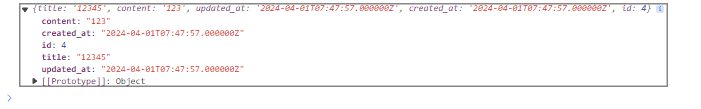 {title: '12345', content: '123', updated_at: '2024-04-01T07:47:57.000000Z', created_at: '2024-04-01T07:47:57.000000Z', id: 4} i
content: "123"
created_at: "2024-04-01T07:47:57.000000Z"
id: 4
title: "12345"
updated_at: "2024-04-01T07:47:57.000000Z"
[[Prototype]]: Object